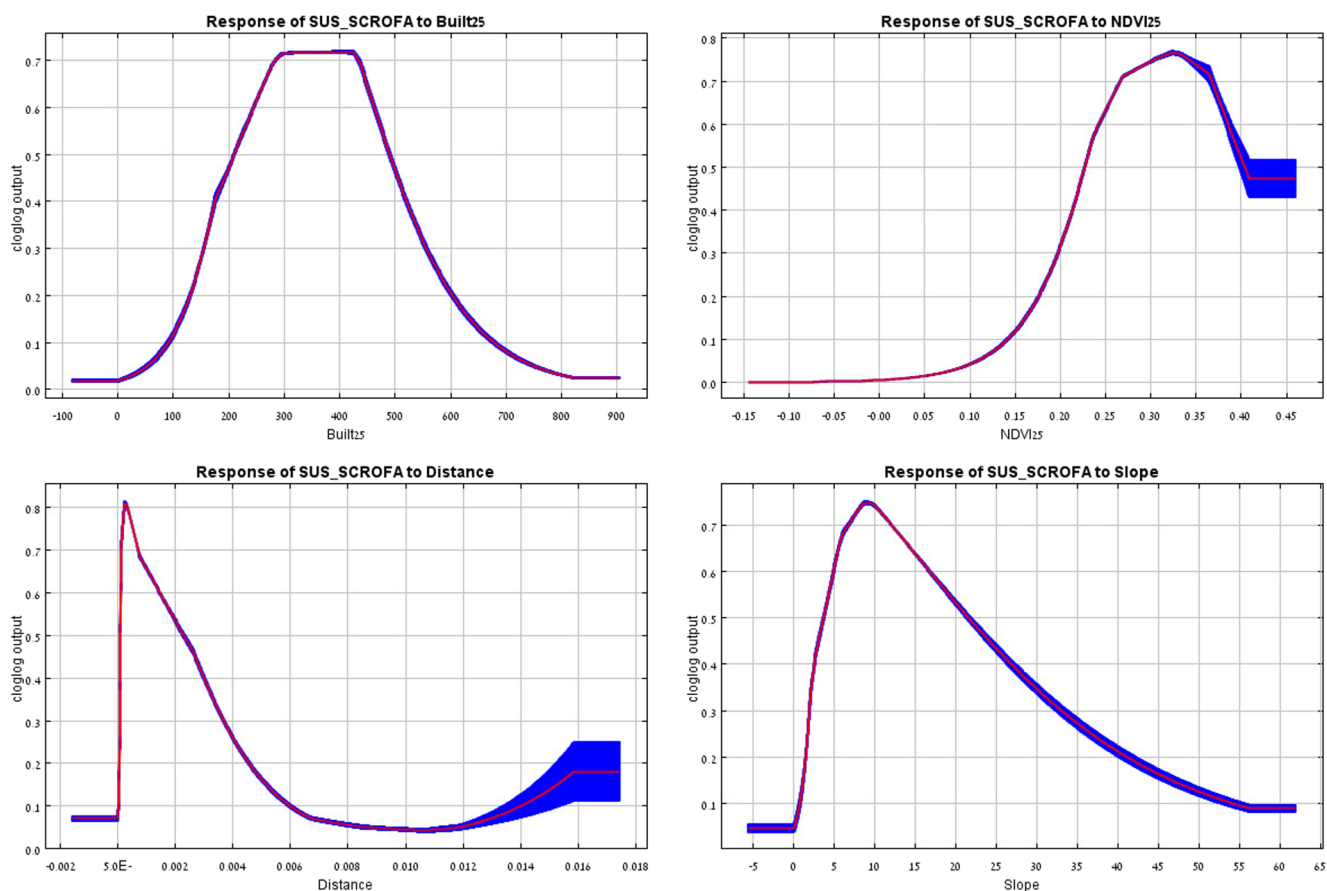 Response of SUS_SCROFA to Built25
cloglog output
0.7
0.6
0.5
0.4
0.3
0.2
0.1
0.0
-100 0 100 200 300 400 500 600 700 800 900
Built25
Response of SUS_SCROFA to NDVI25
cloglog output
0.8
0.7
0.6
0.5
0.4
0.3
0.2
0.1
0.0
-0.15 -0.10 -0.05 -0.00 0.05 0.10 0.15 0.20 0.25 0.30 0.35 0.40 0.45
NDVI25
Response of SUS_SCROFA to Distance
cloglog output
0.8
0.7
0.6
0.5
0.4
0.3
0.2
0.1
0.0
-0.002 5.0E- 0.002 0.004 0.006 0.008 0.010 0.012 0.014 0.016 0.018
Distance
Response of SUS_SCROFA to Slope
cloglog output
0.7
0.6
0.5
0.4
0.3
0.2
0.1
-5 0 5 10 15 20 25 30 35 40 45 50 55 60 65
Slope